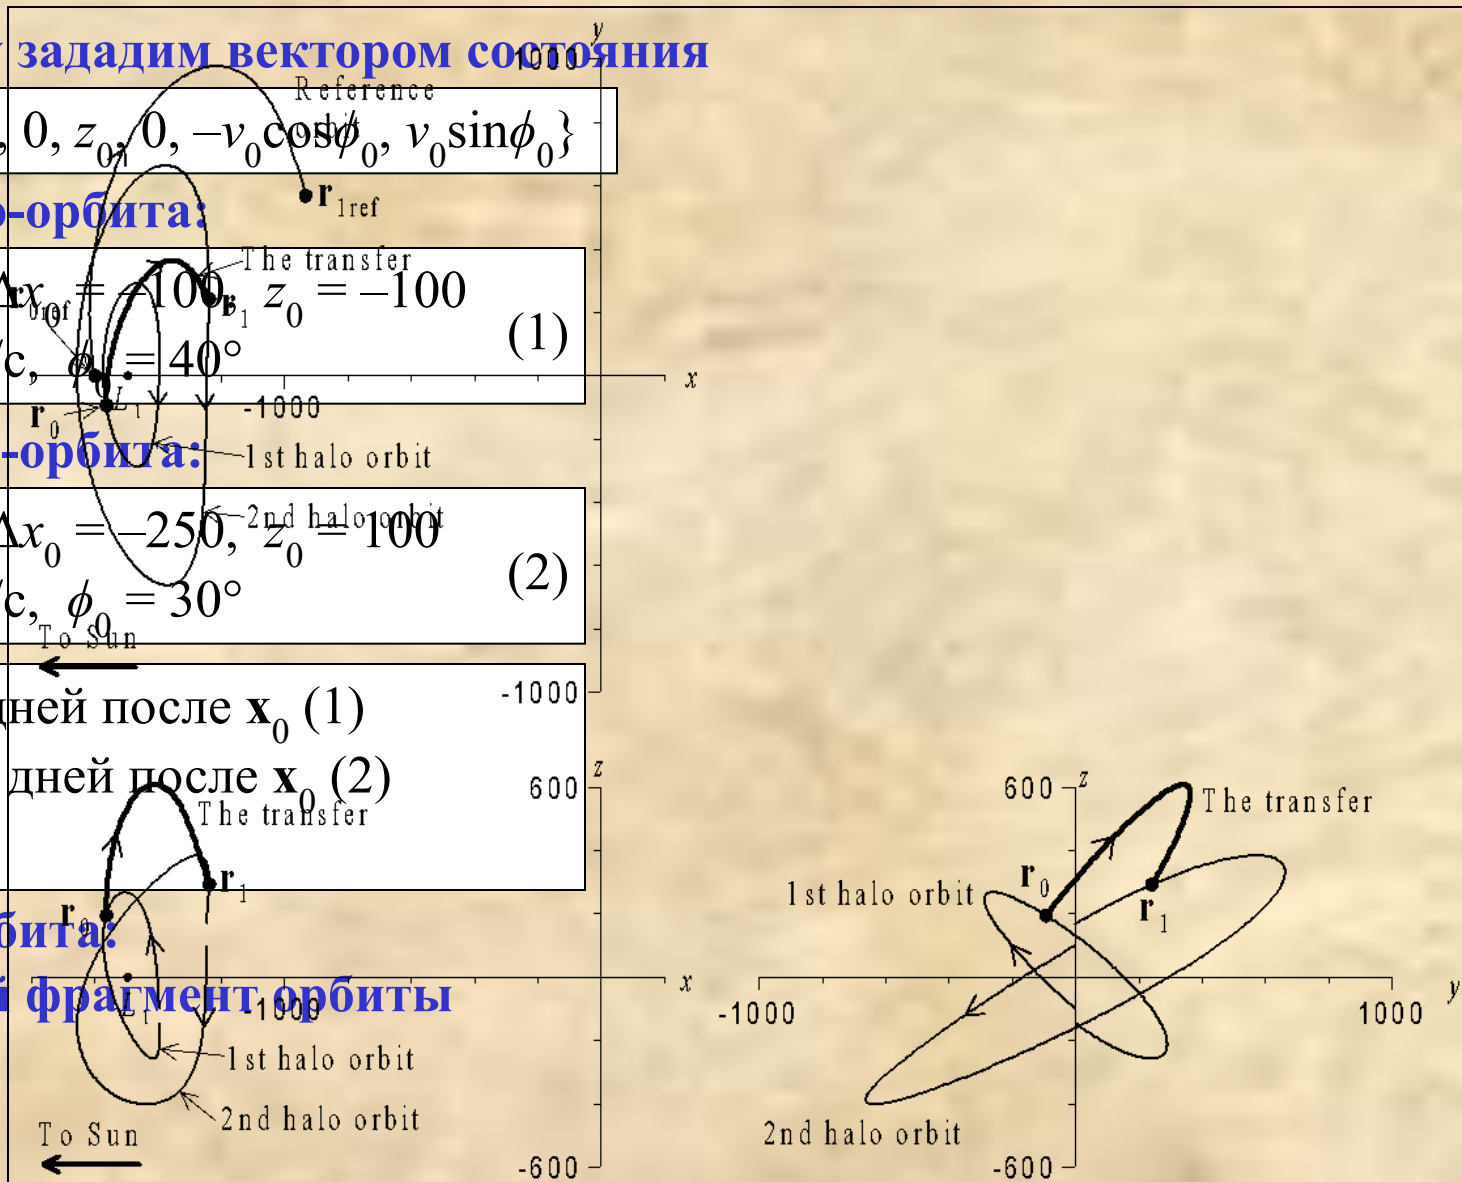 зададим вектором состояния
, 0, z₀, 0, –v₀cosϕ₀, v₀sinϕ₀}
-орбита:
Δx₀ = –100, z₀ = –100
/с, ϕ₀ = 40°
(1)
-орбита:
Δx₀ = –250, z₀ = 100
/с, ϕ₀ = 30°
(2)
дней после x₀ (1)
дней после x₀ (2)
бита:
й фрагмент орбиты
y
1000
Reference
orbit
r₁ref
The transfer
r₁
r₀ref
x
L₁
-1000
r₀
1st halo orbit
2nd halo orbit
To Sun
-1000
z
600
The transfer
r₁
r₀
x
L₁
-1000
1st halo orbit
2nd halo orbit
To Sun
-600
600
z
The transfer
1st halo orbit
r₀
r₁
-1000
1000
y
2nd halo orbit
-600